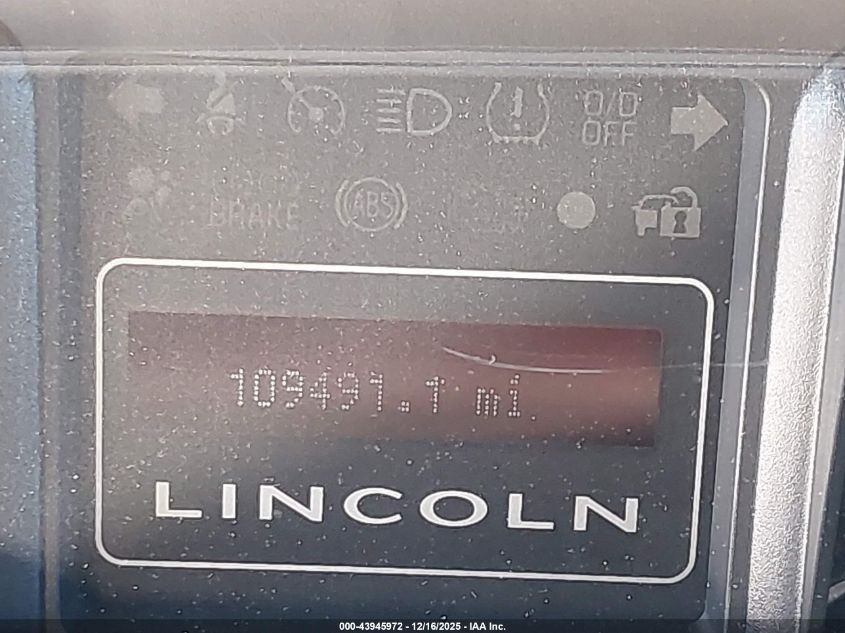 O/D
OFF
BRAKE
ABS
109491.1 mi
LINCOLN
000-43945972 - 12/16/2025 - IAA Inc.